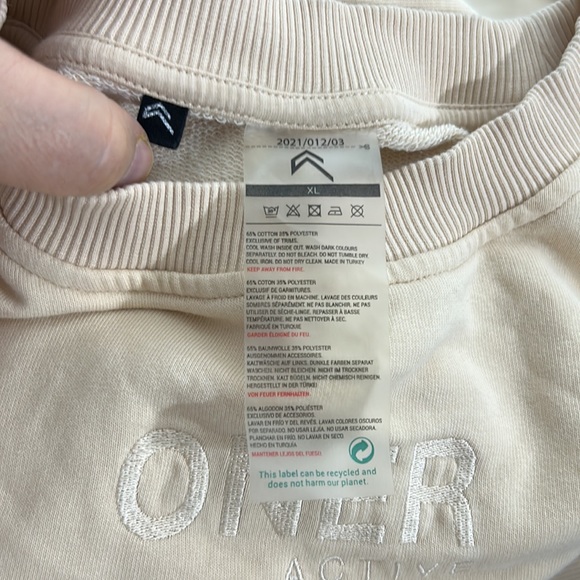 2021/012/03
XL
65% COTTON 35% POLYESTER
EXCLUSIVE OF TRIMS.
COOL WASH INSIDE OUT. WASH DARK COLOURS
SEPARATELY. DO NOT BLEACH. DO NOT TUMBLE DRY.
COOL IRON. DO NOT DRY CLEAN. MADE IN TURKEY
KEEP AWAY FROM FIRE.
65% COTON 35% POLYESTER
EXCLUSIF DE GARNITURES.
LAVAGE À FROID EN MACHINE. LAVAGE DES COULEURS
SOMBRES SÉPARÉMENT. NE PAS BLANCHIR. NE PAS
UTILISER DE SÈCHE-LINGE. REPASSER À BASSE
TEMPÉRATURE. NE PAS NETTOYER À SEC.
FABRIQUÉ EN TURQUIE
GARDER ÉLOIGNÉ DU FEU.
65% BAUMWOLLE 35% POLYESTER
AUSGENOMMEN ACCESSOIRES.
KALTWÄSCHE AUF LINKS. DUNKLE FARBEN SEPARAT
WASCHEN. NICHT BLEICHEN. NICHT IM TROCKNER
TROCKNEN. KALT BÜGELN. NICHT CHEMISCH REINIGEN.
HERGESTELLT IN DER TÜRKEI
VON FEUER FERNHALTEN.
65% ALGODON 35% POLIÉSTER
EXCLUSIVO DE ACCESORIOS.
LAVAR EN FRÍO Y DEL REVÉS. LAVAR COLORES OSCUROS
POR SEPARADO. NO USAR LEJÍA. NO USAR SECADORA.
PLANCHAR EN FRÍO. NO LAVAR EN SECO
HECHO EN TURQUÍA
MANTENER LEJOS DEL FUEGO.
This label can be recycled and
does not harm our planet.
ONER
ACTIVE